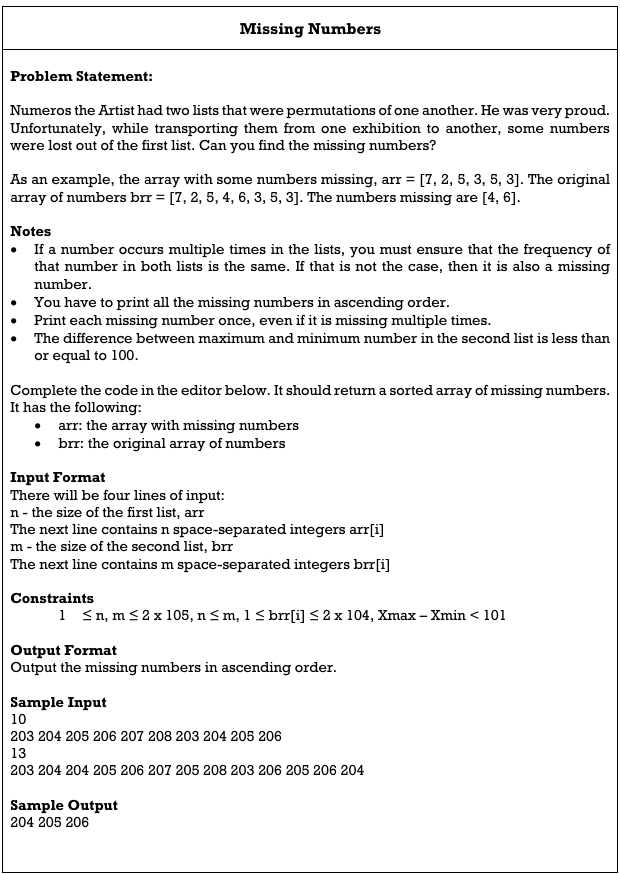 Missing Numbers
Problem Statement:
Numeros the Artist had two lists that were permutations of one another. He was very proud.
Unfortunately, while transporting them from one exhibition to another, some numbers
were lost out of the first list. Can you find the missing numbers?
As an example, the array with some numbers missing, arr = [7, 2, 5, 3, 5, 3]. The original
array of numbers brr = [7, 2, 5, 4, 6, 3, 5, 3]. The numbers missing are [4, 6].
Notes
• If a number occurs multiple times in the lists, you must ensure that the frequency of
that number in both lists is the same. If that is not the case, then it is also a missing
number.
• You have to print all the missing numbers in ascending order.
• Print each missing number once, even if it is missing multiple times.
• The difference between maximum and minimum number in the second list is less than
or equal to 100.
Complete the code in the editor below. It should return a sorted array of missing numbers.
It has the following:
• arr: the array with missing numbers
• brr: the original array of numbers
Input Format
There will be four lines of input:
n - the size of the first list, arr
The next line contains n space-separated integers arr[i]
m - the size of the second list, brr
The next line contains m space-separated integers brr[i]
Constraints
1 ≤ n, m ≤ 2 x 105, n ≤ m, 1 ≤ brr[i] ≤ 2 x 104, Xmax – Xmin < 101
Output Format
Output the missing numbers in ascending order.
Sample Input
10
203 204 205 206 207 208 203 204 205 206
13
203 204 204 205 206 207 205 208 203 206 205 206 204
Sample Output
204 205 206